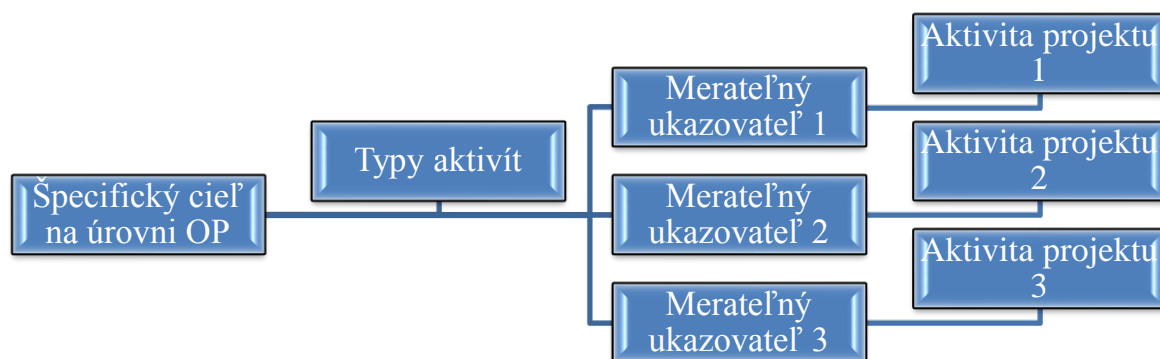 Špecifický cieľ
na úrovni OP
Typy aktivít
Merateľný
ukazovateľ 1
Aktivita projektu
1
Merateľný
ukazovateľ 2
Aktivita projektu
2
Merateľný
ukazovateľ 3
Aktivita projektu
3